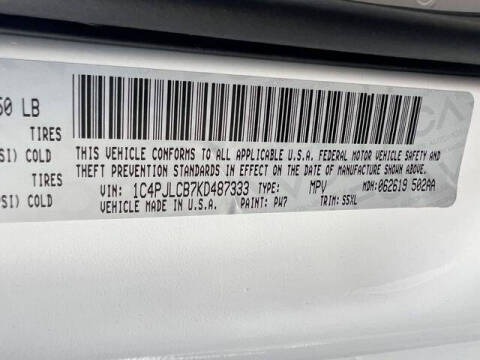 50 LB
TIRES
SI) COLD
TIRES
PSI) COLD
THIS VEHICLE CONFORMS TO ALL APPLICABLE U.S.A. FEDERAL MOTOR VEHICLE SAFETY AND
THEFT PREVENTION STANDARDS IN EFFECT ON THE DATE OF MANUFACTURE SHOWN ABOVE.
VIN: 1C4PJLCB7KD487333 TYPE: MPV MDH: 062619 502AA
VEHICLE MADE IN U.S.A. PAINT: PW7 TRIM: S5XL